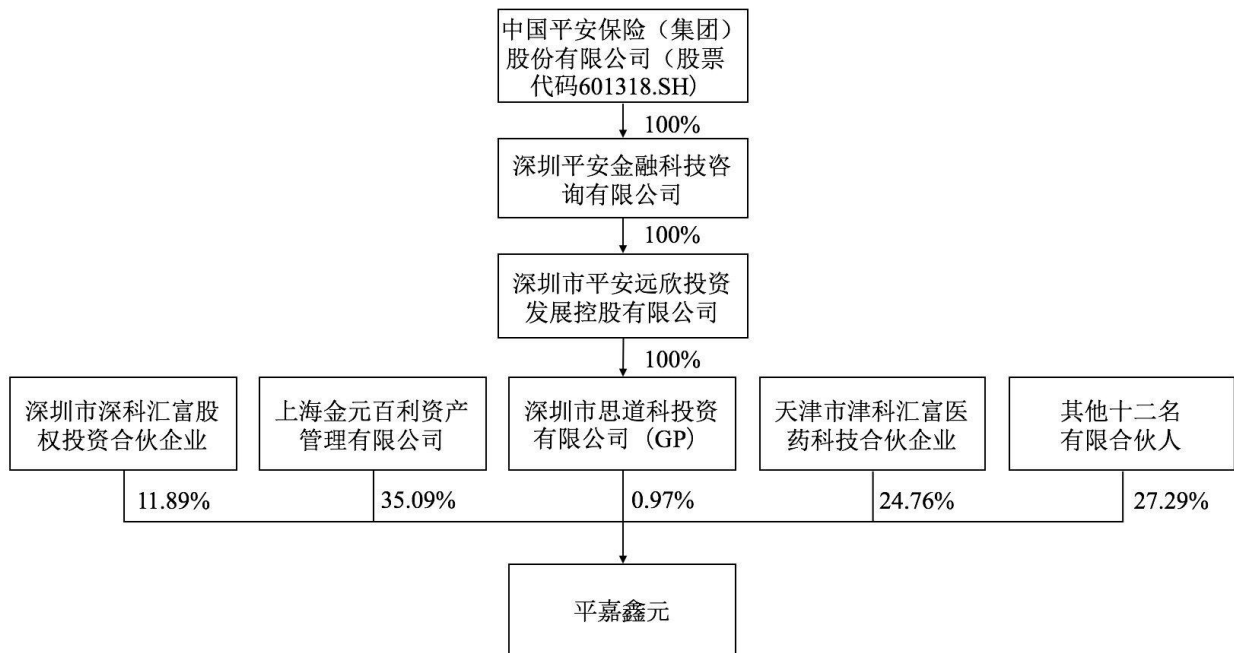 中国平安保险（集团）
股份有限公司（股票
代码601318.SH）
100%
深圳平安金融科技咨
询有限公司
100%
深圳市平安远欣投资
发展控股有限公司
100%
深圳市深科汇富股
权投资合伙企业
上海金元百利资产
管理有限公司
深圳市思道科投资
有限公司（GP）
天津市津科汇富医
药科技合伙企业
其他十二名
有限合伙人
11.89%
35.09%
0.97%
24.76%
27.29%
平嘉鑫元